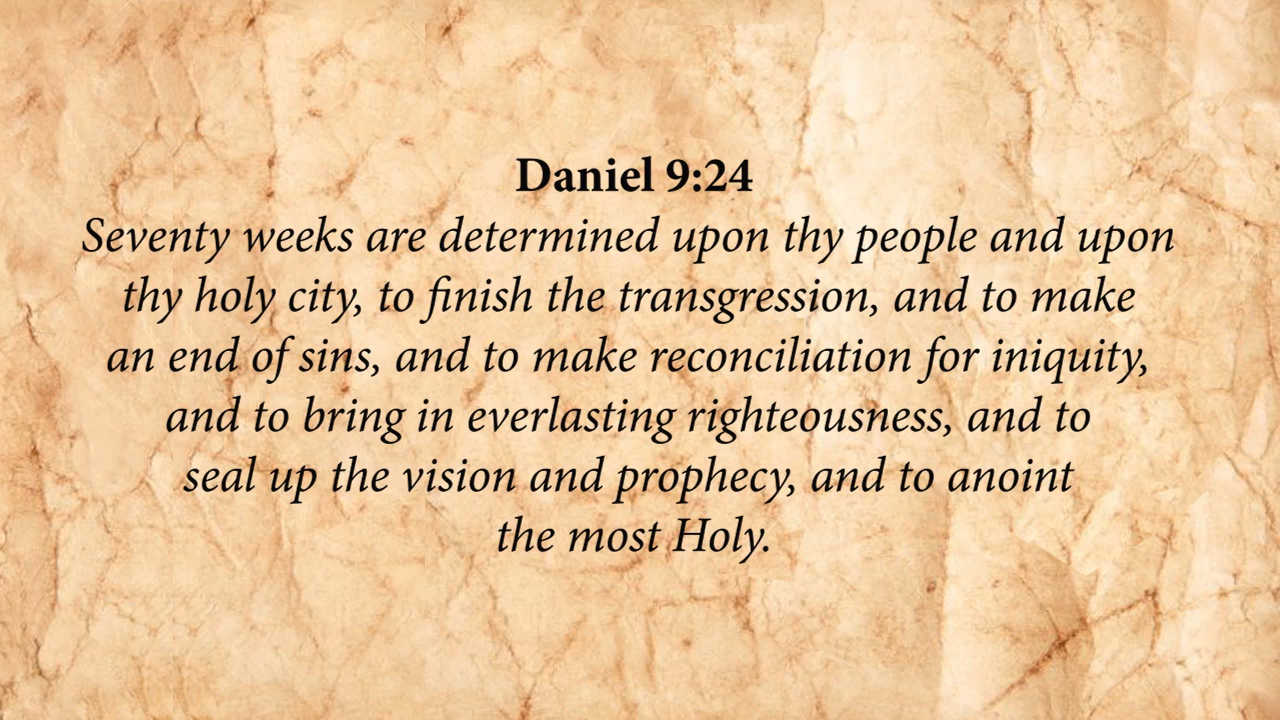 Daniel 9:24
Seventy weeks are determined upon thy people and upon
thy holy city, to finish the transgression, and to make
an end of sins, and to make reconciliation for iniquity,
and to bring in everlasting righteousness, and to
seal up the vision and prophecy, and to anoint
the most Holy.